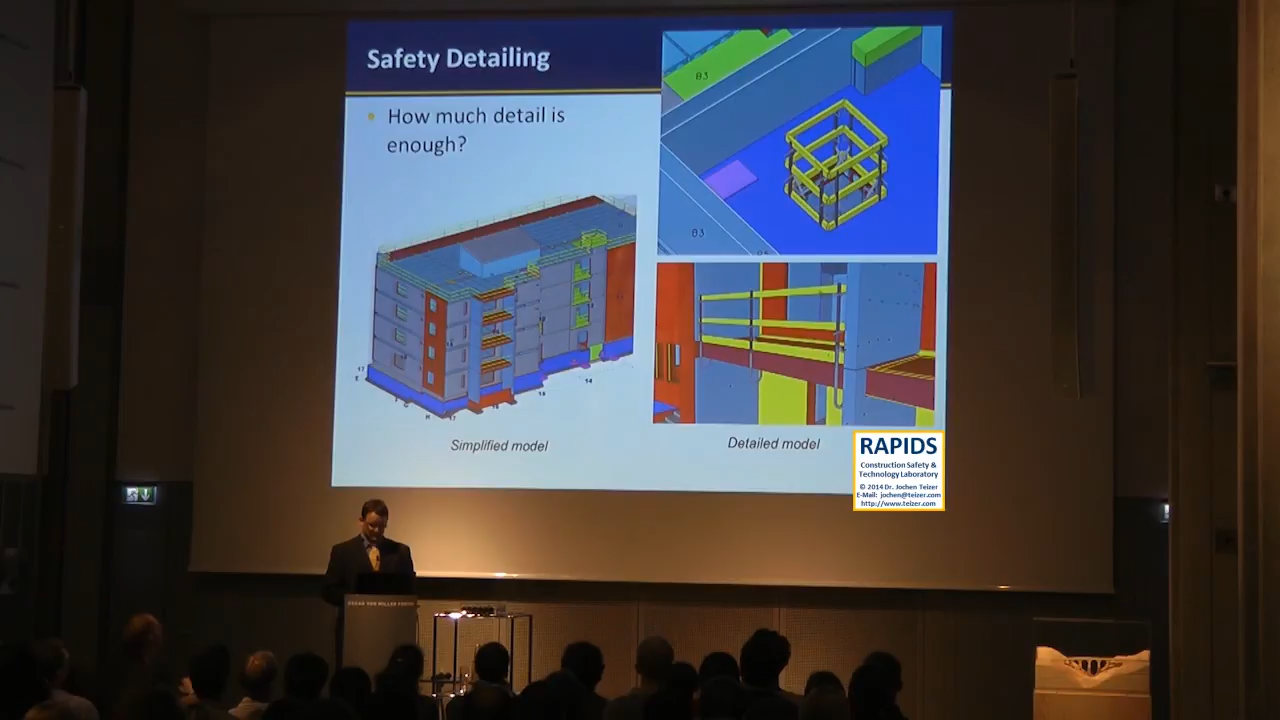 Safety Detailing
How much detail is
enough?
B3
B3
Simplified model
Detailed model
RAPIDS
Construction Safety &
Technology Laboratory
© 2014 Dr. Jochen Teizer
E-Mail: jochen@teizer.com
http://www.teizer.com